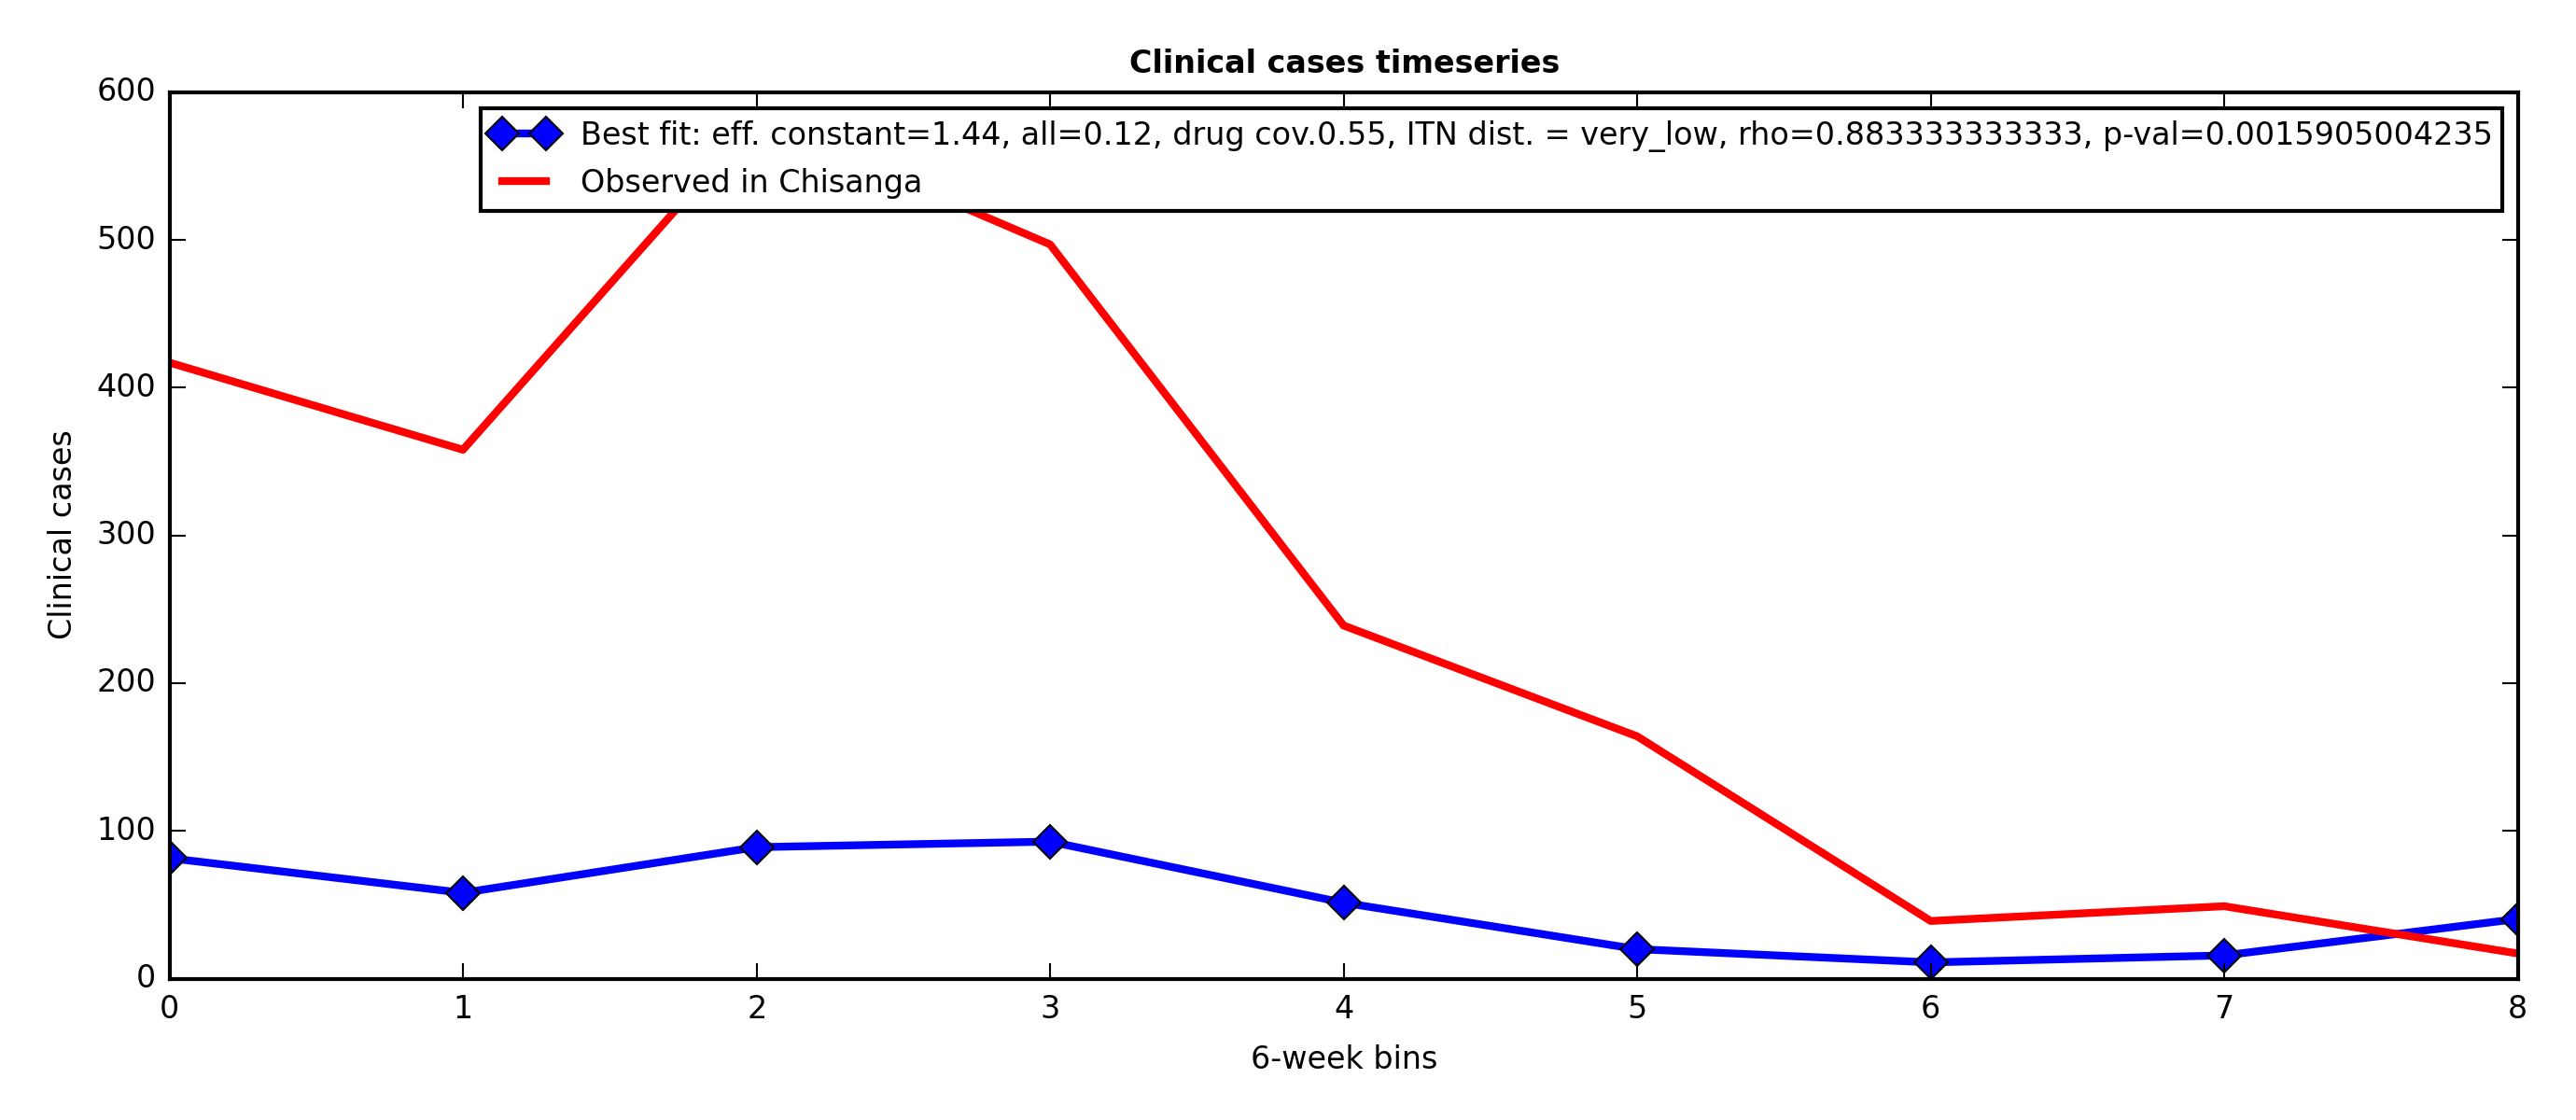 Clinical cases timeseries
600
500
400
300
200
100
0
Clinical cases
Best fit: eff. constant=1.44, all=0.12, drug cov.0.55, ITN dist. = very_low, rho=0.883333333333, p-val=0.0015905004235
Observed in Chisanga
0 1 2 3 4 5 6 7 8
6-week bins